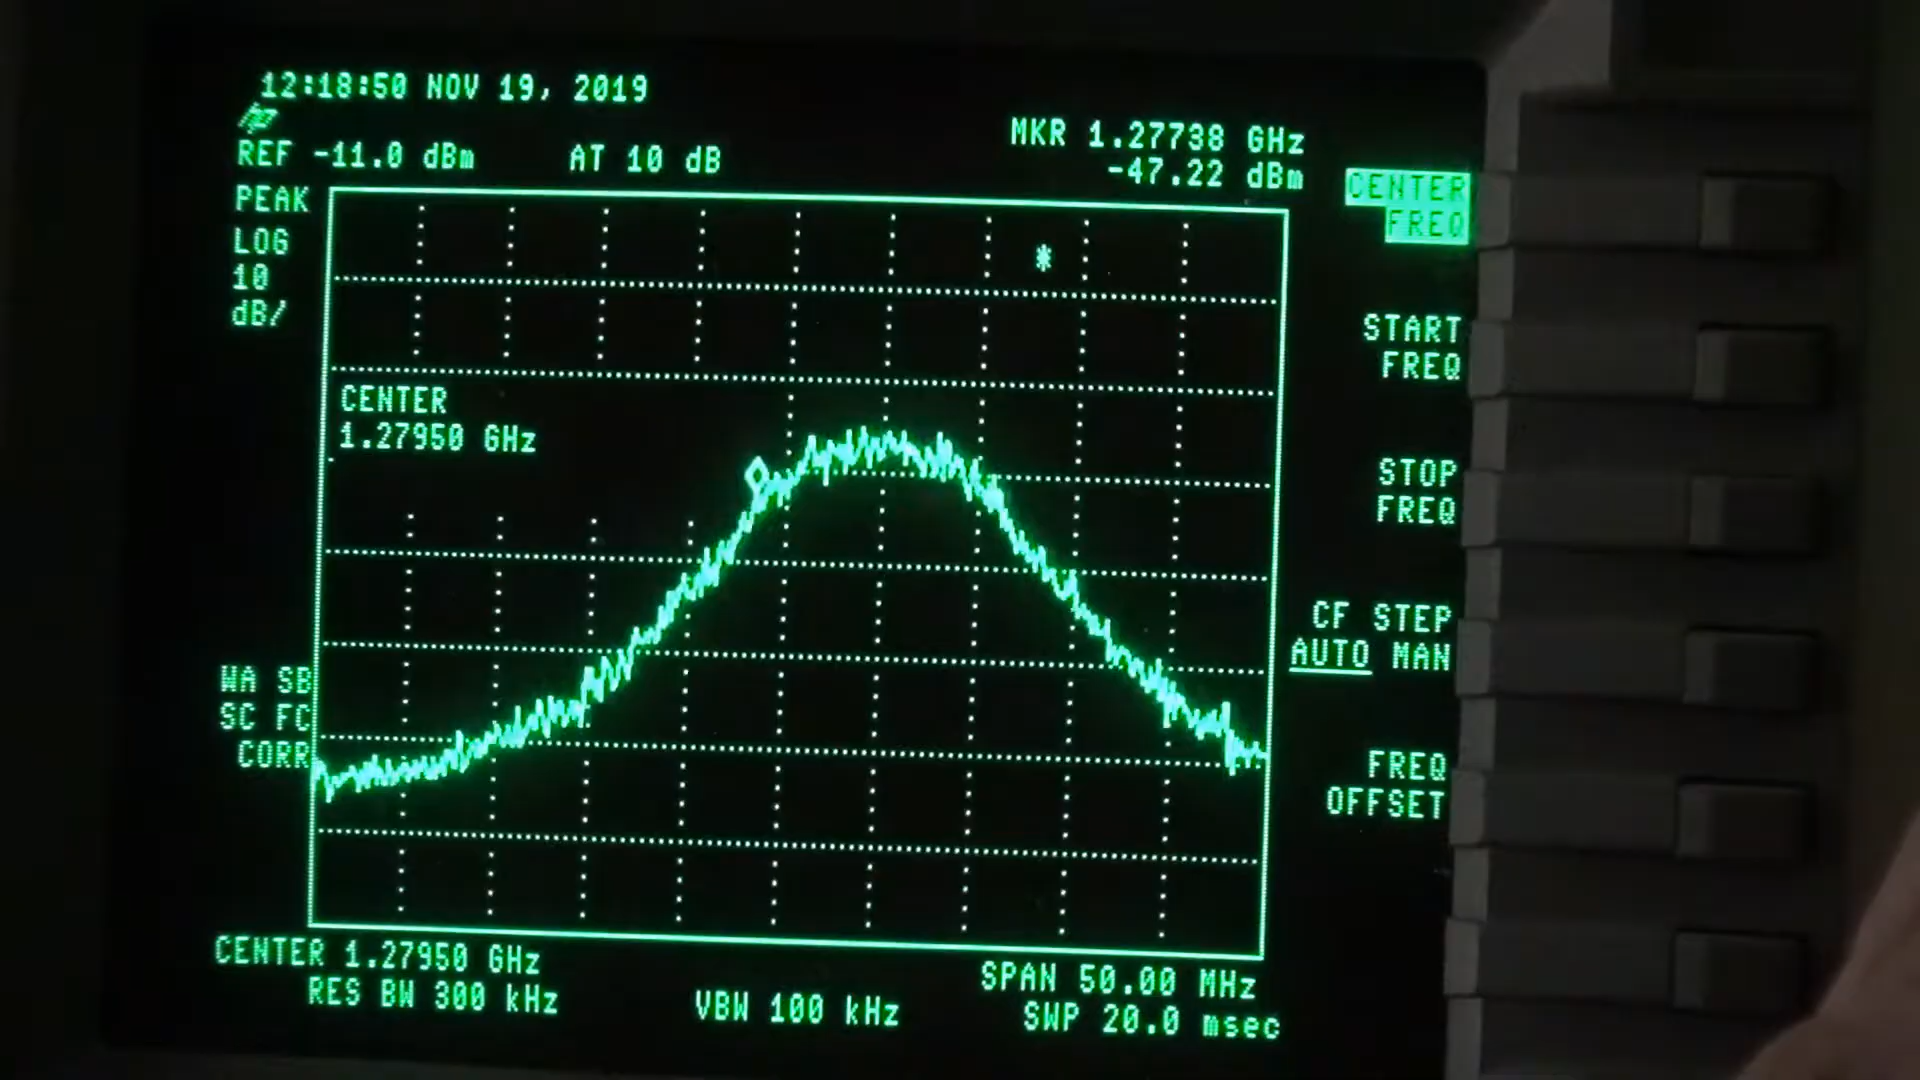 12:18:50 NOV 19, 2019
hp
REF -11.0 dBm AT 10 dB
MKR 1.27738 GHz
-47.22 dBm
PEAK
LOG
10
dB/
CENTER
1.27950 GHz
WA SB
SC FC
CORR
CENTER 1.27950 GHz
SPAN 50.00 MHz
RES BW 300 kHz
VBW 100 kHz
SWP 20.0 msec
CENTER
FREQ
START
FREQ
STOP
FREQ
CF STEP
AUTO MAN
FREQ
OFFSET